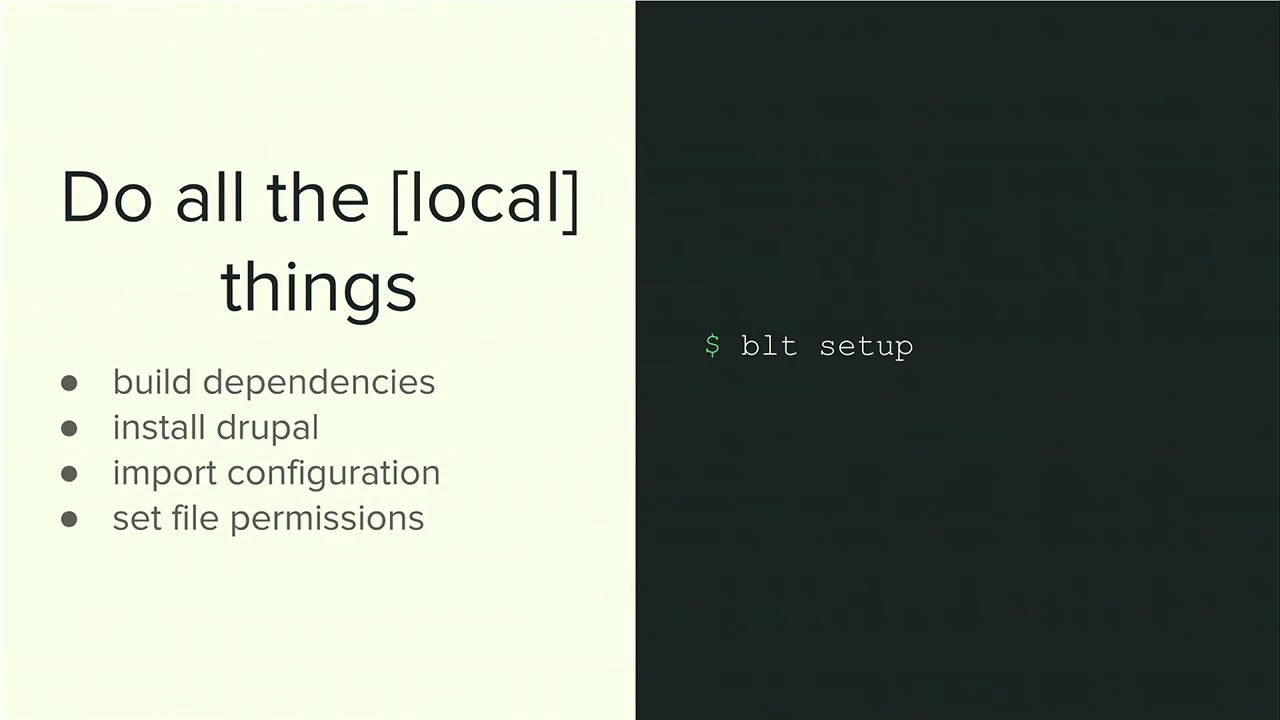 Do all the [local]
things
● build dependencies
● install drupal
● import configuration
● set file permissions
$ blt setup